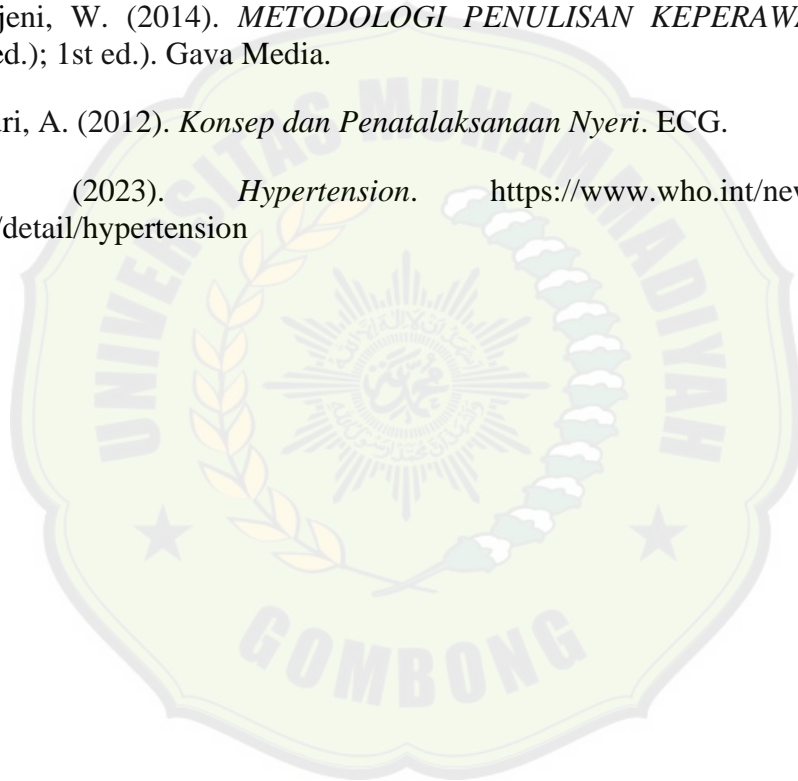 jeni, W. (2014). METODOLOGI PENULISAN KEPERAWA
ed.); 1st ed.). Gava Media.
ri, A. (2012). Konsep dan Penatalaksanaan Nyeri. ECG.
(2023). Hypertension. https://www.who.int/new
/detail/hypertension
UNIVERSITAS MUHAMMADIYAH
GOMBONG